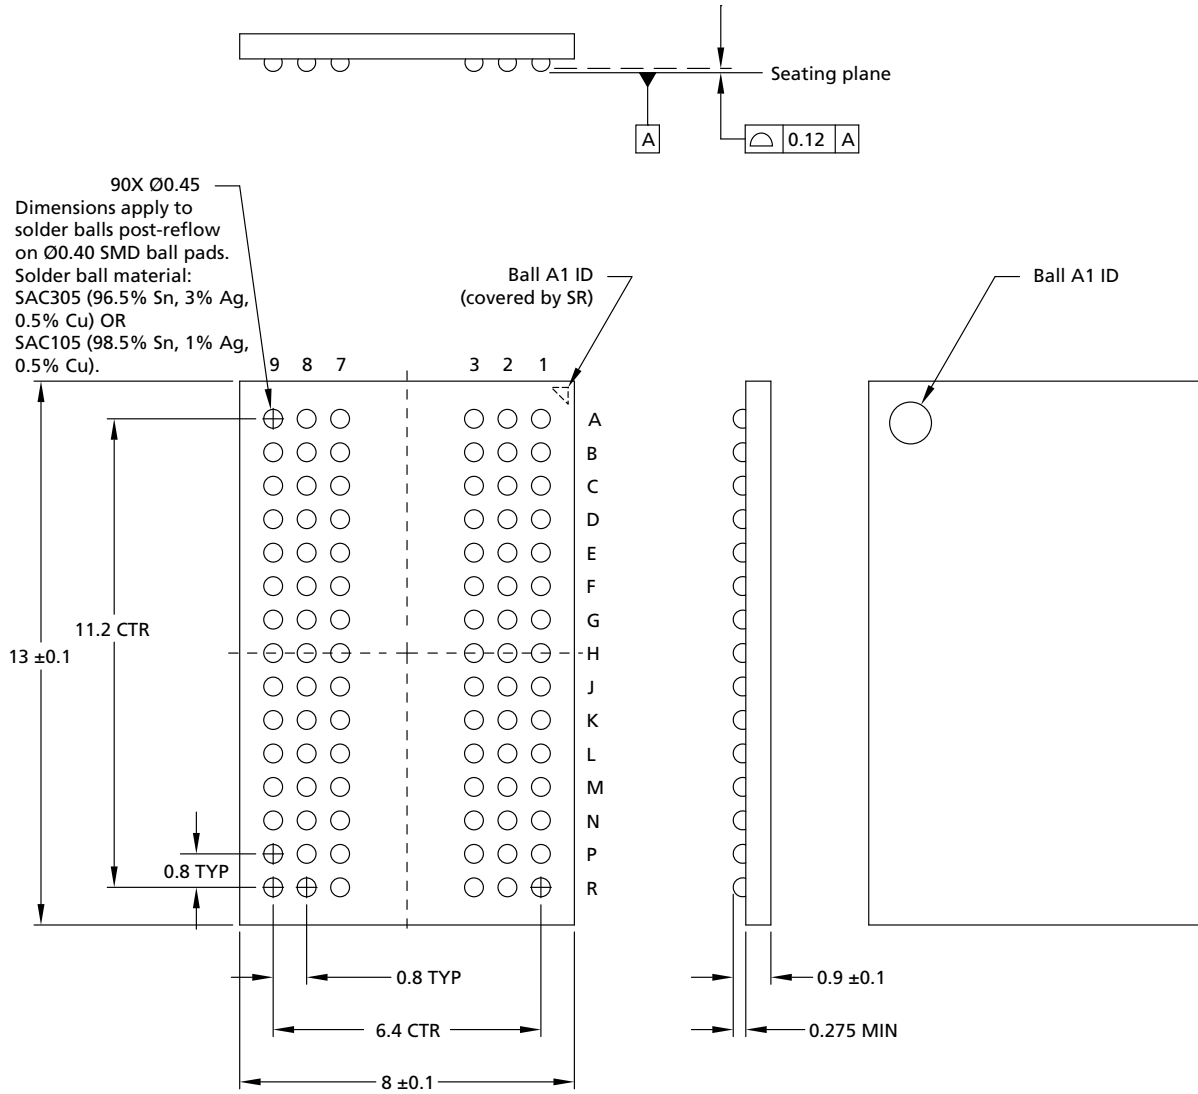 Seating plane
A
0.12 A
90X Ø0.45
Dimensions apply to
solder balls post-reflow
on Ø0.40 SMD ball pads.
Solder ball material:
SAC305 (96.5% Sn, 3% Ag,
0.5% Cu) OR
SAC105 (98.5% Sn, 1% Ag,
0.5% Cu).
Ball A1 ID
(covered by SR)
Ball A1 ID
9 8 7 3 2 1
A
B
C
D
E
F
G
H
J
K
L
M
N
P
R
11.2 CTR
13 ±0.1
0.8 TYP
0.8 TYP
6.4 CTR
8 ±0.1
0.9 ±0.1
0.275 MIN